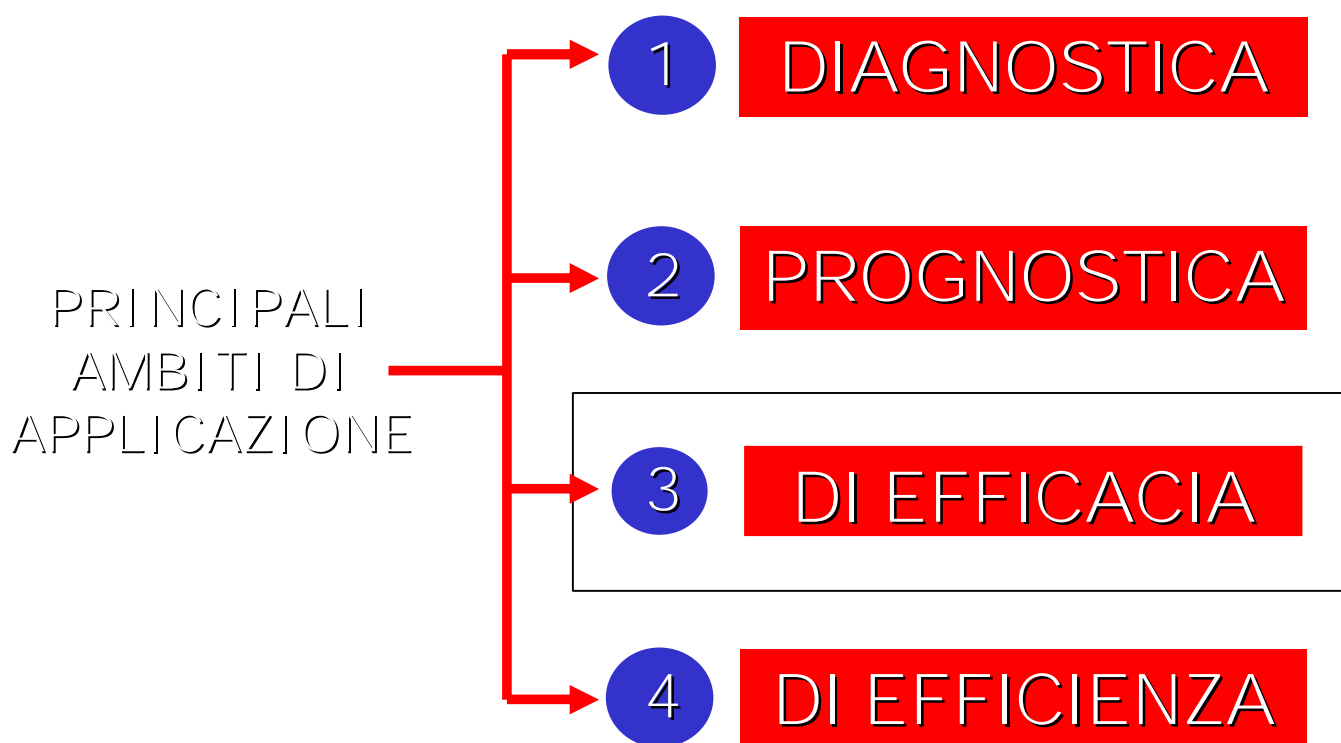 PRINCIPALI
AMBITI DI
APPLICAZIONE
1 DIAGNOSTICA
2 PROGNOSTICA
3 DI EFFICACIA
4 DI EFFICIENZA